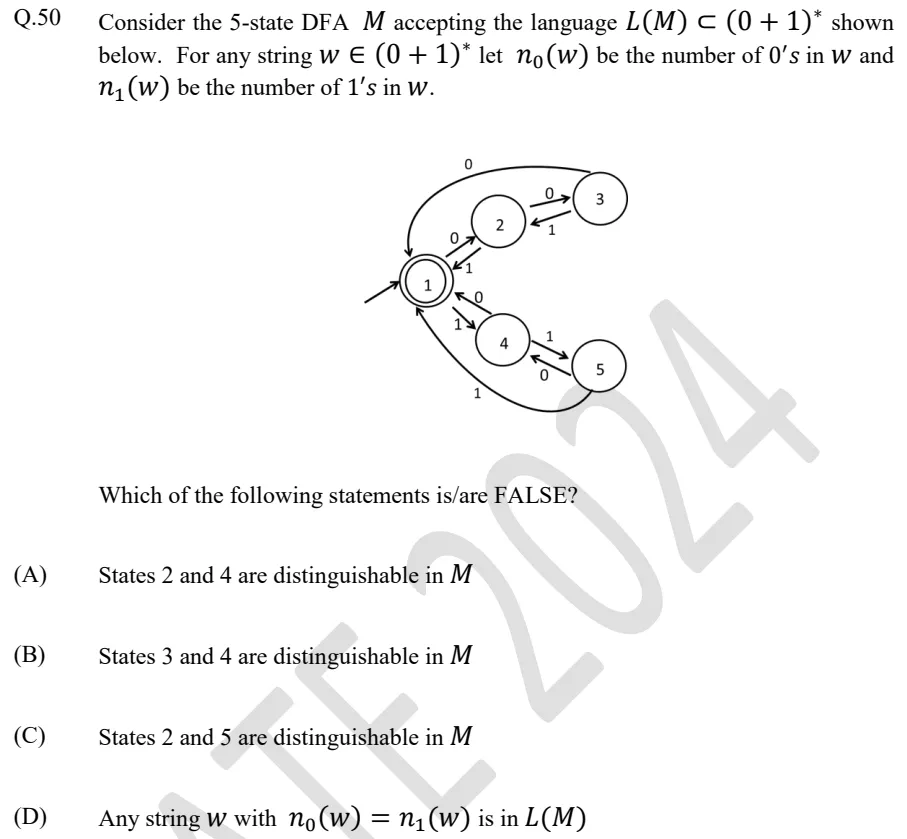 Q.50 Consider the 5-state DFA M accepting the language L(M) ⊂ (0 + 1)* shown
below. For any string w ∈ (0 + 1)* let n₀(w) be the number of 0′s in w and
n₁(w) be the number of 1′s in w.
0
0
3
2
1
0
1
1
0
1
4
1
5
0
1
Which of the following statements is/are FALSE?
(A) States 2 and 4 are distinguishable in M
(B) States 3 and 4 are distinguishable in M
(C) States 2 and 5 are distinguishable in M
(D) Any string w with n₀(w) = n₁(w) is in L(M)
ATE 2024